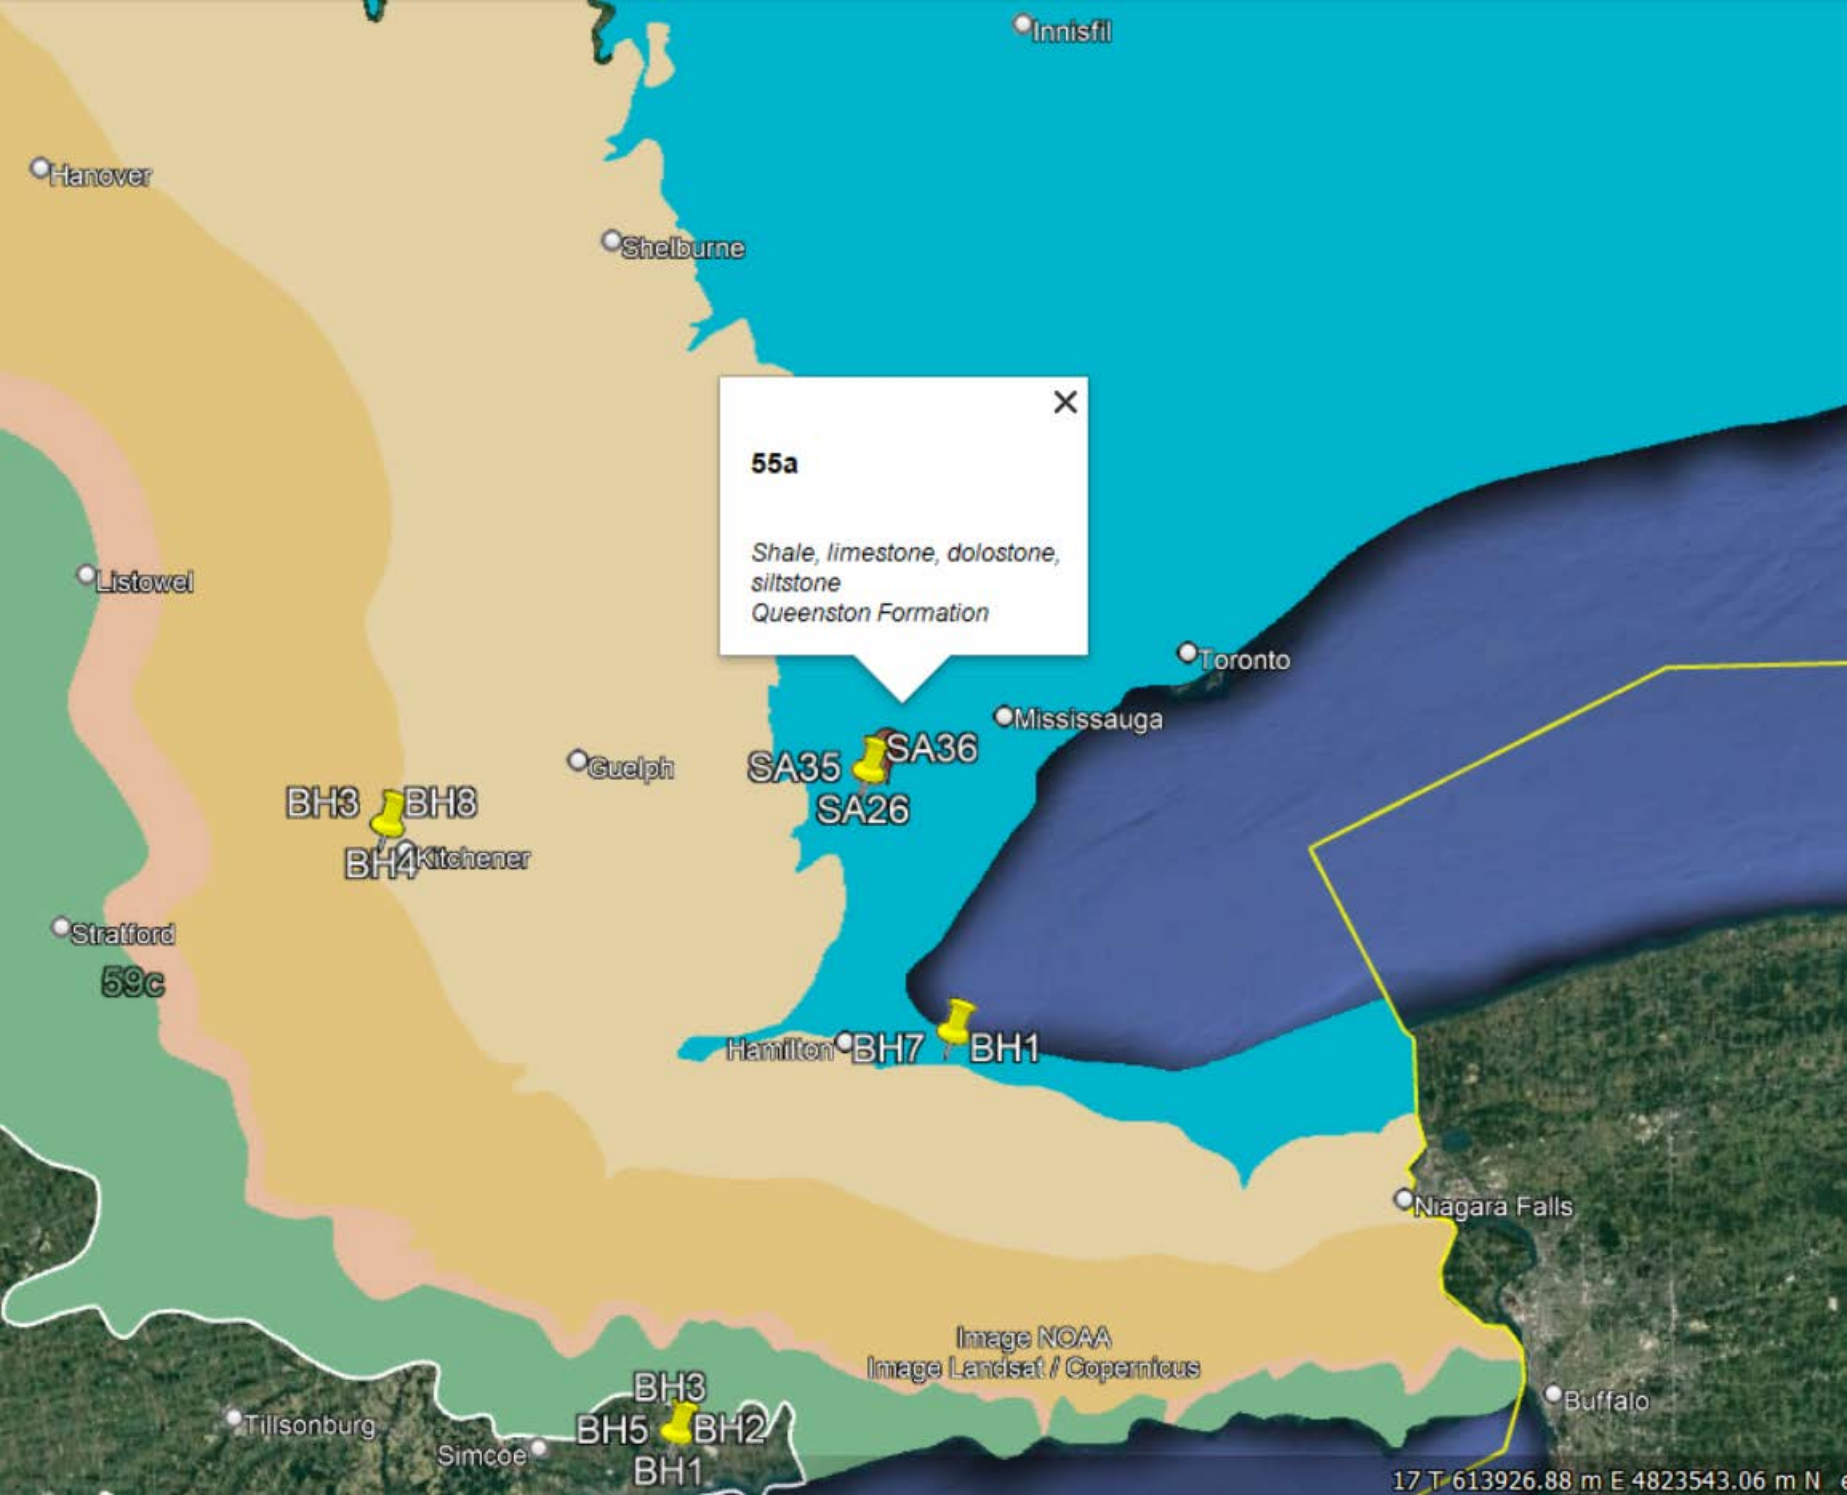 Innisfil
Hanover
Shelburne
55a
Shale, limestone, dolostone,
siltstone
Queenston Formation
Listowel
Toronto
Mississauga
SA36
SA35
Guelph
SA26
BH3
BH8
BH4
Kitchener
Stratford
59c
Hamilton
BH7
BH1
Niagara Falls
Image NOAA
Image Landsat / Copernicus
BH3
Buffalo
Tillsonburg
BH5
BH2
Simcoe
BH1
17 T 613926.88 m E 4823543.06 m N